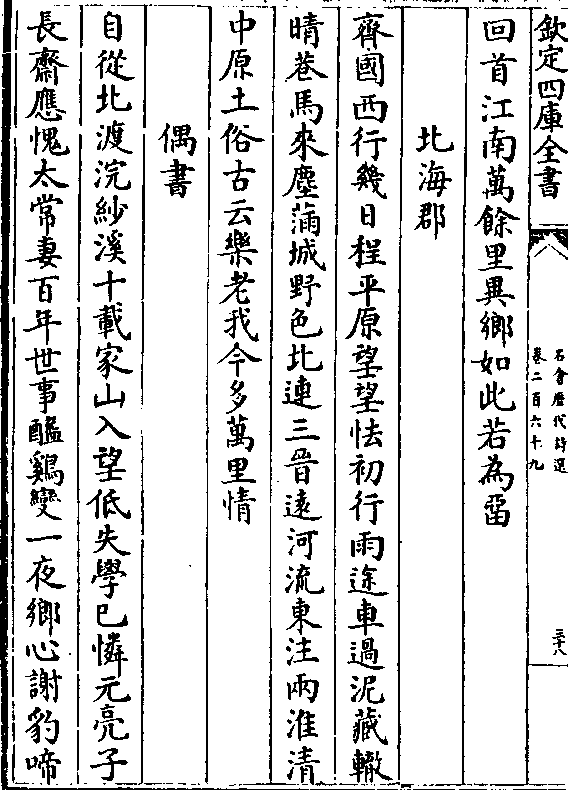 欽定四庫全書
石倉歷代詩選
卷二百六十九
三十八
回首江南萬餘里異鄉如此若為留
北海郡
齊國西行幾日程平原望望怯初行雨途車過泥藏轍
晴巷馬來塵滿城野色北連三晉遠河流東注兩淮清
中原土俗古云樂老我今多萬里情
偶書
自從北渡浣紗溪十載家山入望低失學已憐元亮子
長齋應愧太常妻百年世事醯鷄變一夜鄉心謝豹啼